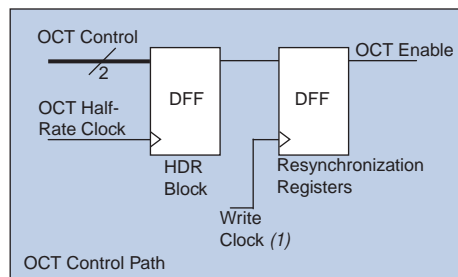 OCT Control
2
OCT Enable
DFF
DFF
OCT Half-
Rate Clock
HDR
Block
Resynchronization
Registers
Write
Clock (1)
OCT Control Path